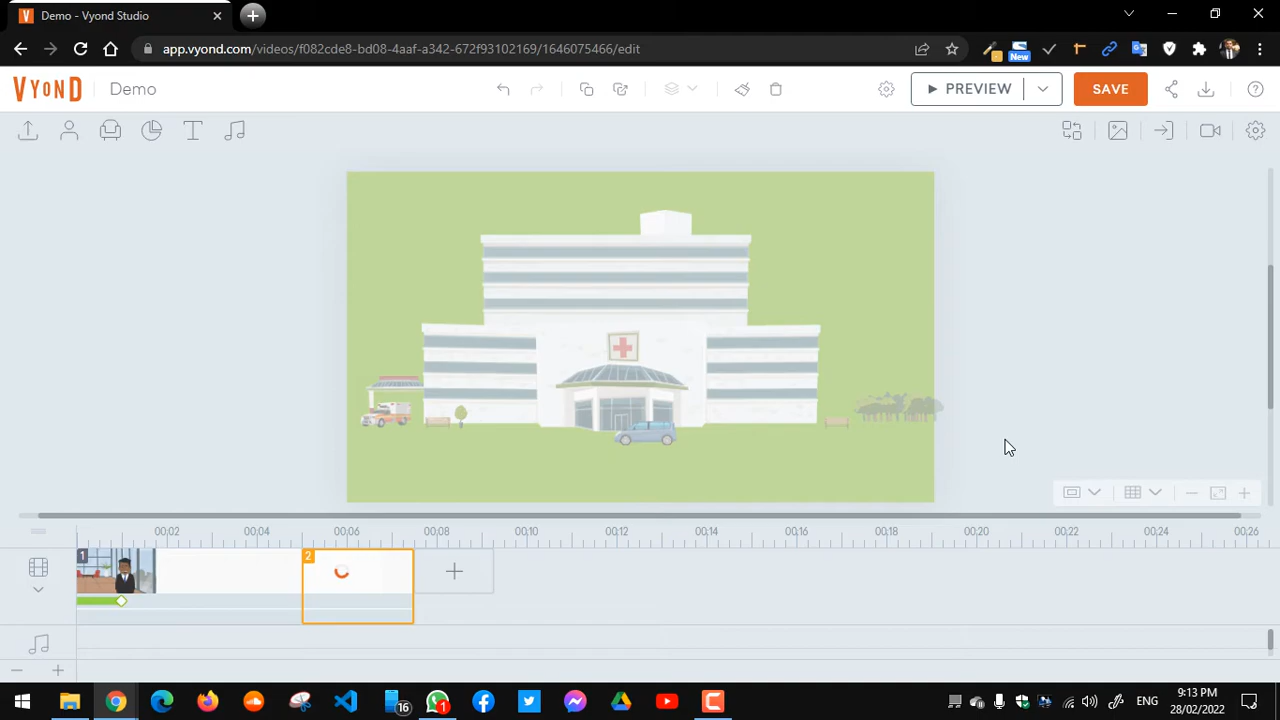 Demo - Vyond Studio
app.vyond.com/videos/f082cde8-bd08-4aaf-a342-672f93102169/1646075466/edit
New
VYOND
Demo
PREVIEW
SAVE
00:02 00:04 00:06 00:08 00:10 00:12 00:14 00:16 00:18 00:20 00:22 00:24 00:26
1
2
16
1
ENG
9:13 PM
28/02/2022